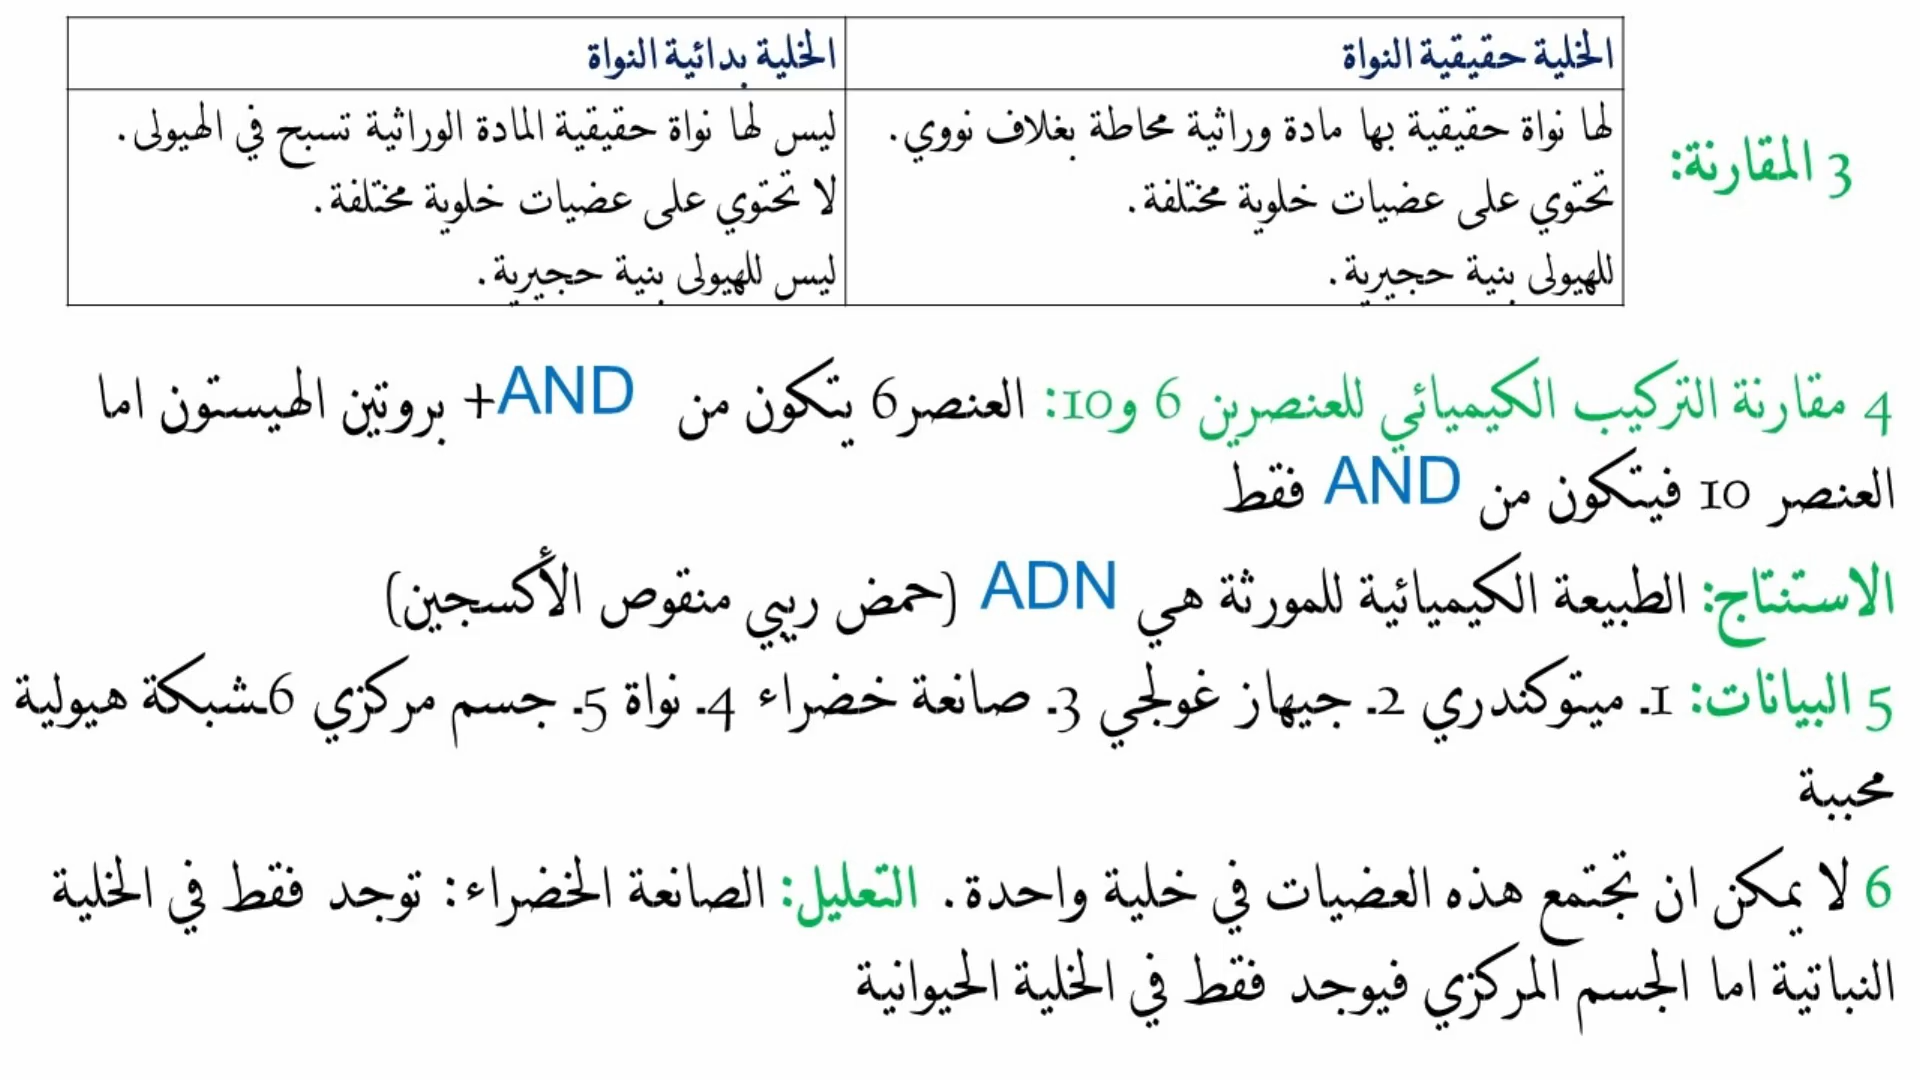 الخلية حقيقية النواة
الخلية بدائية النواة
3 المقارنة:
لها نواة حقيقية بها مادة وراثية محاطة بغلاف نووي.
تحتوي على عضيات خلوية مختلفة.
للهيولى بنية حجيرية.
ليس لها نواة حقيقية المادة الوراثية تسبح في الهيولى.
لا تحتوي على عضيات خلوية مختلفة.
ليس للهيولى بنية حجيرية.
4 مقارنة التركيب الكيميائي للعنصرين 6 و10: العنصر6 يتكون من AND+ بروتين الهيستون اما
العنصر 10 فيتكون من AND فقط
الاستنتاج: الطبيعة الكيميائية للمورثة هي ADN (حمض ريبي منقوص الأكسجين)
5 البيانات: 1. ميتوكندري 2. جيهاز غولجي 3. صانعة خضراء 4. نواة 5. جسم مركزي 6.شبكة هيولية
محببة
6 لا يمكن ان تجتمع هذه العضيات في خلية واحدة. التعليل: الصانعة الخضراء: توجد فقط في الخلية
النباتية اما الجسم المركزي فيوجد فقط في الخلية الحيوانية